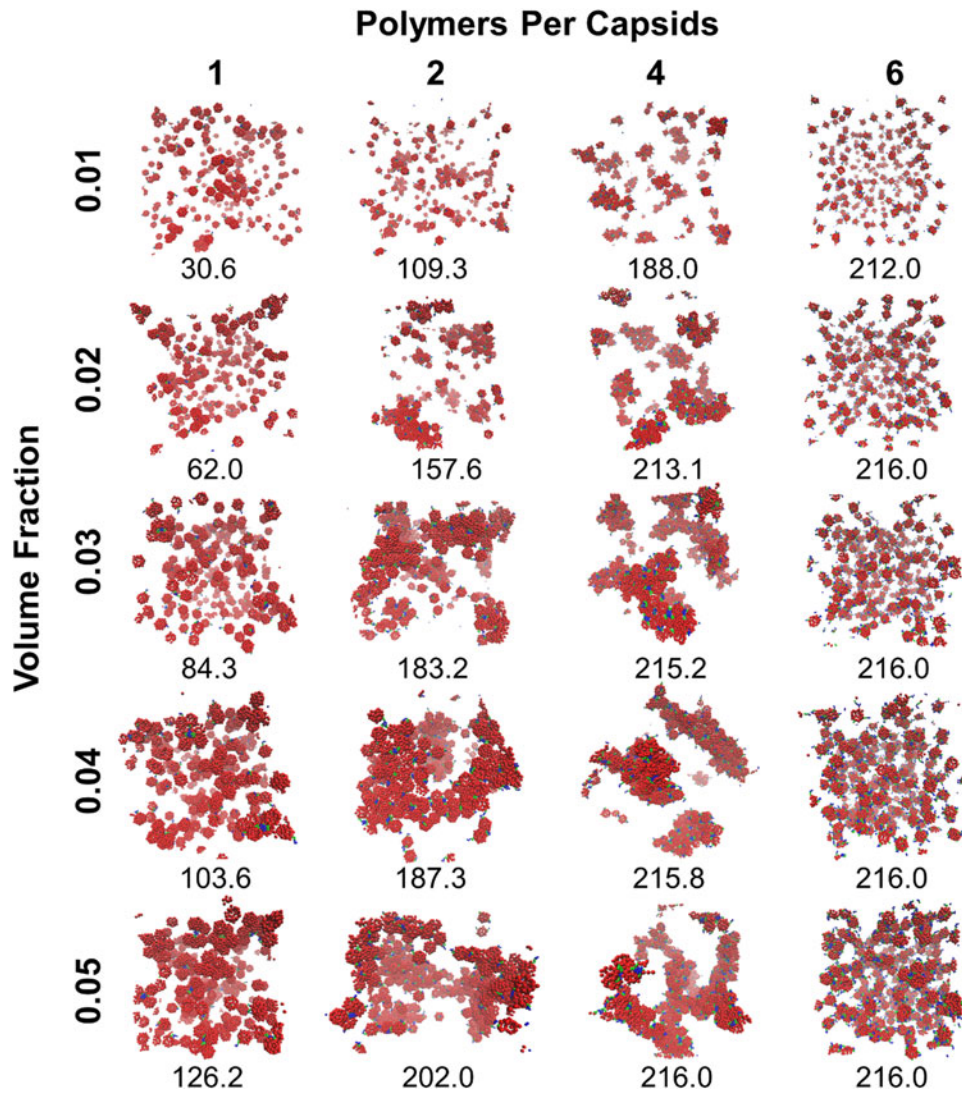 Polymers Per Capsids
1 2 4 6
0.01
30.6 109.3 188.0 212.0
0.02
62.0 157.6 213.1 216.0
Volume Fraction
0.03
84.3 183.2 215.2 216.0
0.04
103.6 187.3 215.8 216.0
0.05
126.2 202.0 216.0 216.0